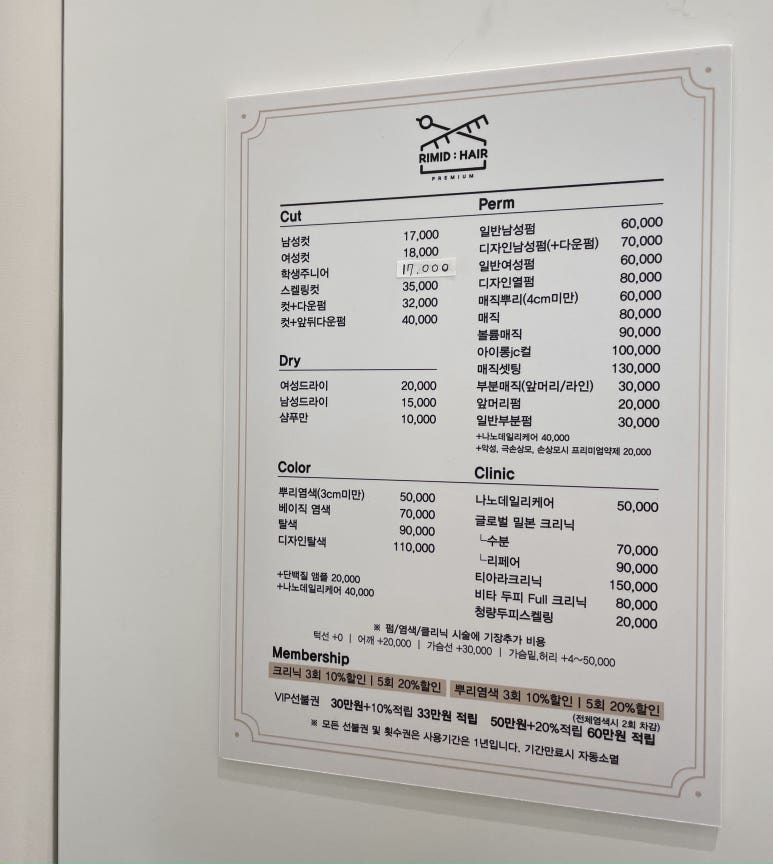 RIMID : HAIR
PREMIUM
Cut
남성컷 17,000
여성컷 18,000
학생주니어 17.000
스켈링컷 35,000
컷+다운펌 32,000
컷+앞뒤다운펌 40,000
Dry
여성드라이 20,000
남성드라이 15,000
샴푸만 10,000
Color
뿌리염색(3cm미만) 50,000
베이직 염색 70,000
탈색 90,000
디자인탈색 110,000
+단백질 앰플 20,000
+나노데일리케어 40,000
Perm
일반남성펌 60,000
디자인남성펌(+다운펌) 70,000
일반여성펌 60,000
디자인열펌 80,000
매직뿌리(4cm미만) 60,000
매직 80,000
볼륨매직 90,000
아이롱jc컬 100,000
매직셋팅 130,000
부분매직(앞머리/라인) 30,000
앞머리펌 20,000
일반부분펌 30,000
+나노데일리케어 40,000
+악성, 극손상모, 손상모시 프리미엄약제 20,000
Clinic
나노데일리케어 50,000
글로벌 밀본 크리닉
└수분 70,000
└리페어 90,000
티아라크리닉 150,000
비타 두피 Full 크리닉 80,000
청량두피스켈링 20,000
※ 펌/염색/클리닉 시술에 기장추가 비용
턱선 +0 | 어깨 +20,000 | 가슴선 +30,000 | 가슴밑,허리 +4~50,000
Membership
크리닉 3회 10%할인 | 5회 20%할인 뿌리염색 3회 10%할인 | 5회 20%할인
(전체염색시 2회 차감)
VIP선불권 30만원+10%적립 33만원 적립 50만원+20%적립 60만원 적립
※ 모든 선불권 및 횟수권은 사용기간은 1년입니다. 기간만료시 자동소멸